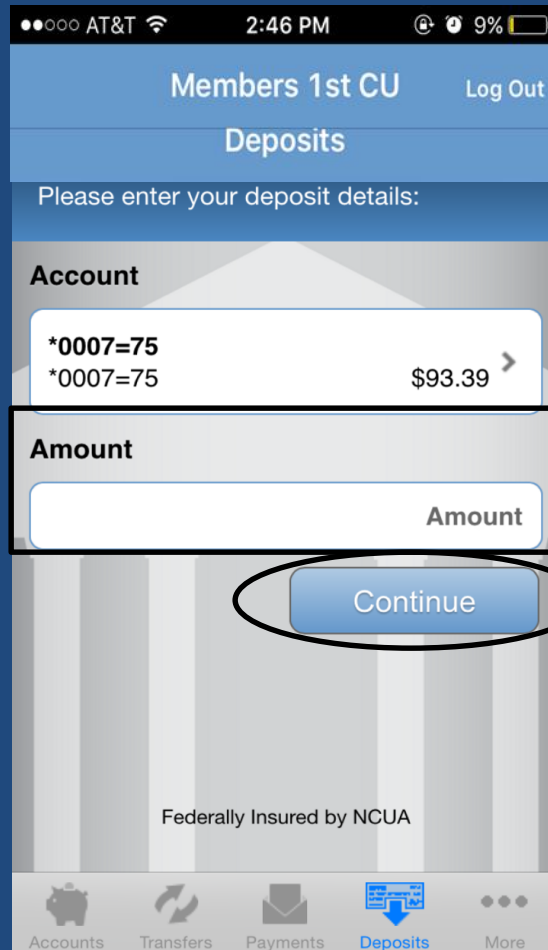 AT&T 2:46 PM 9%
Members 1st CU Log Out
Deposits
Please enter your deposit details:
Account
*0007=75
*0007=75 $93.39
Amount
Amount
Continue
Federally Insured by NCUA
Accounts Transfers Payments Deposits More